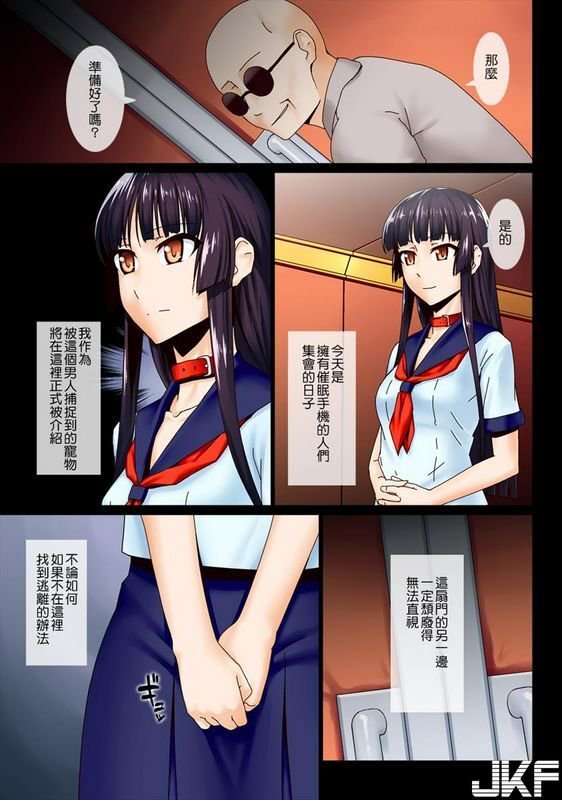 那麼
準備好了嗎？
是的
今天是
擁有催眠手機的人們
集會的日子
我作為
被這個男人捕捉到的寵物
將在這裡正式被介紹
這扇門的另一邊
一定頹廢得
無法直視
不論如何
如果不在這裡
找到逃離的辦法
ギュッ
JKF